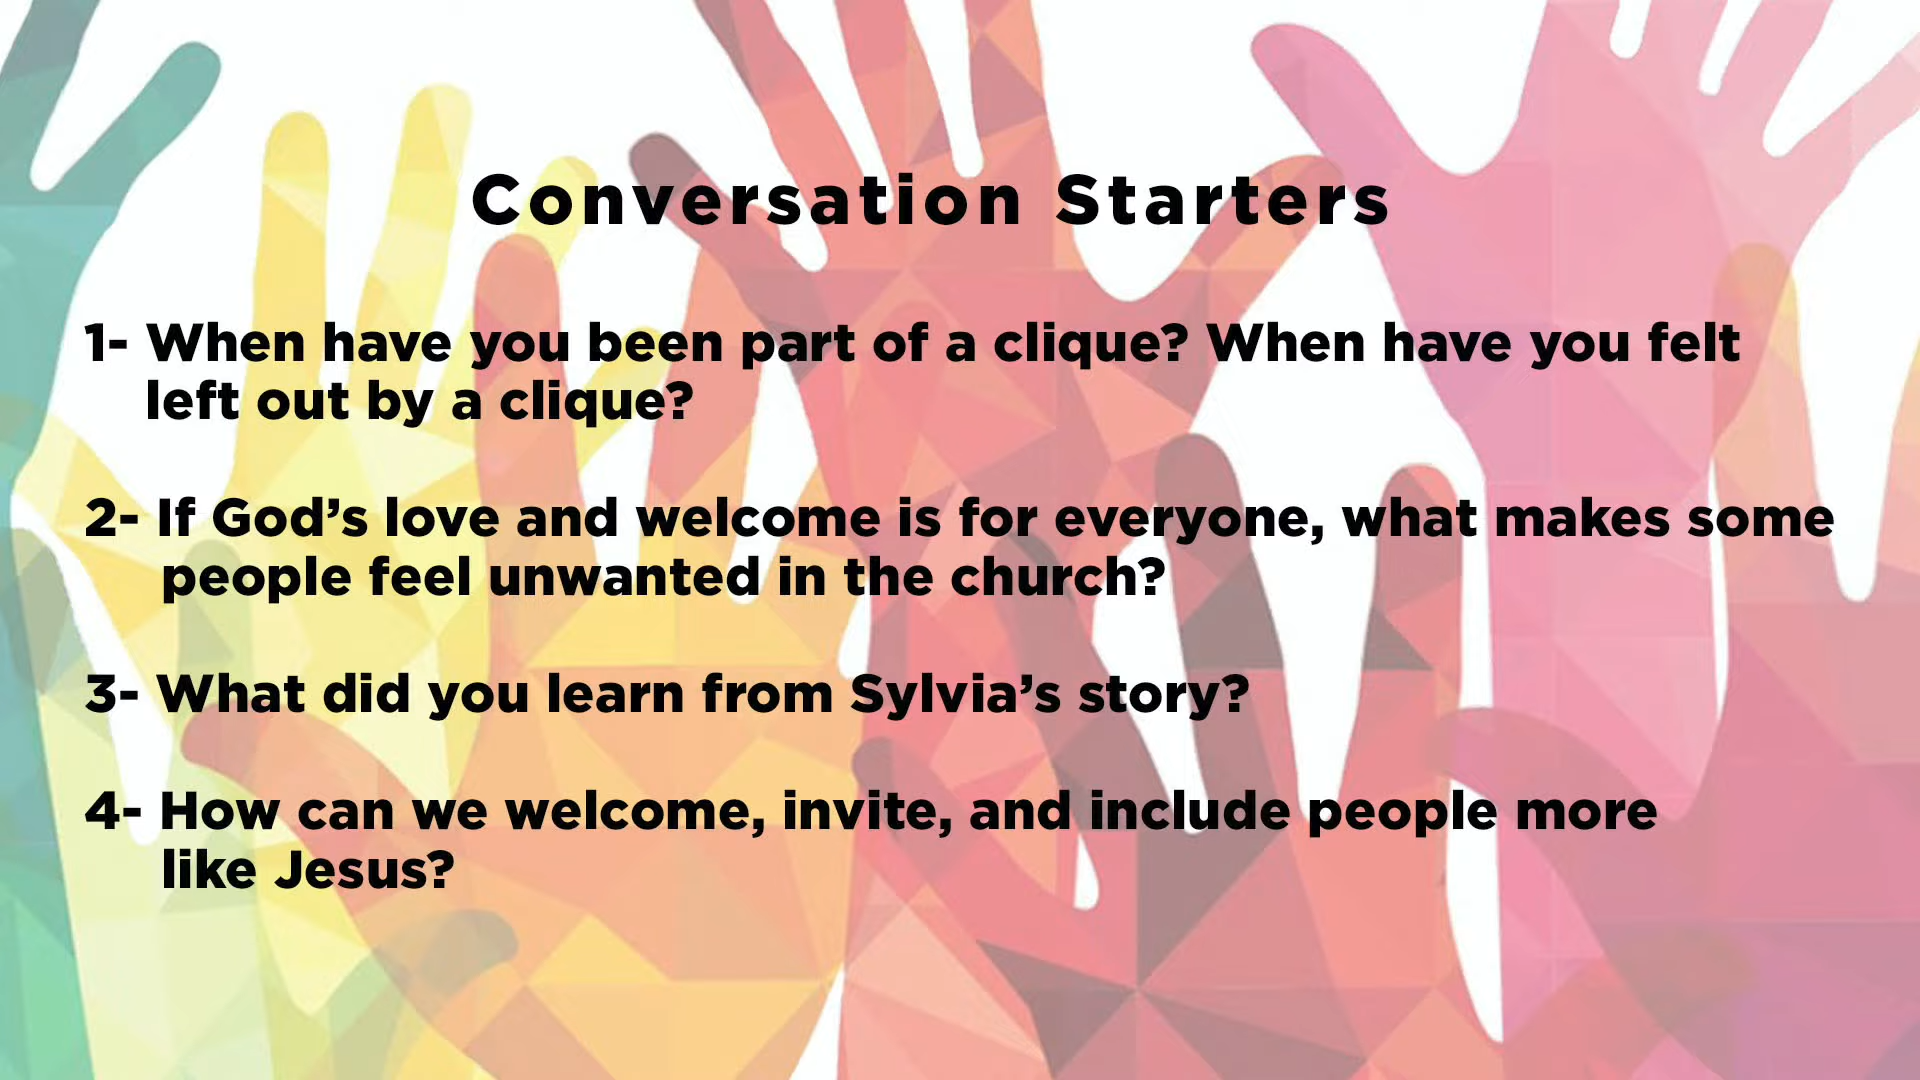 Conversation Starters
1- When have you been part of a clique? When have you felt
left out by a clique?
2- If God’s love and welcome is for everyone, what makes some
people feel unwanted in the church?
3- What did you learn from Sylvia’s story?
4- How can we welcome, invite, and include people more
like Jesus?